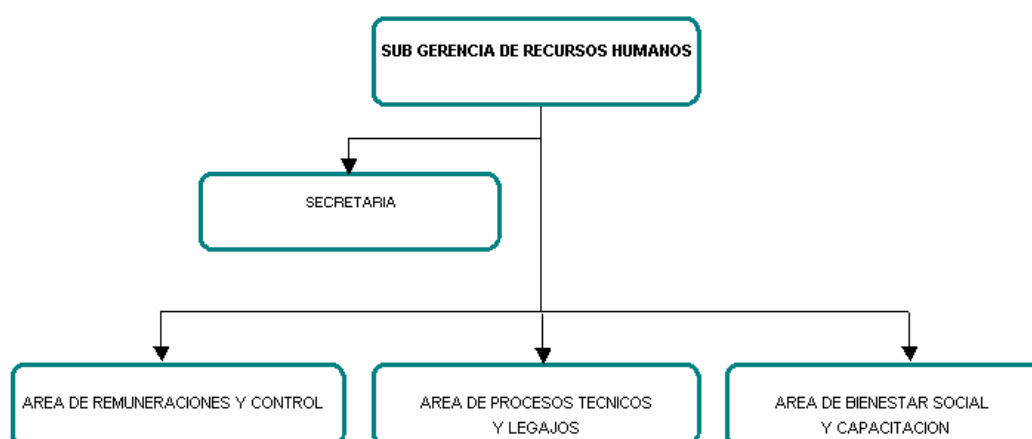 SUB GERENCIA DE RECURSOS HUMANOS
SECRETARIA
AREA DE REMUNERACIONES Y CONTROL
AREA DE PROCESOS TECNICOS
Y LEGAJOS
AREA DE BIENESTAR SOCIAL
Y CAPACITACION